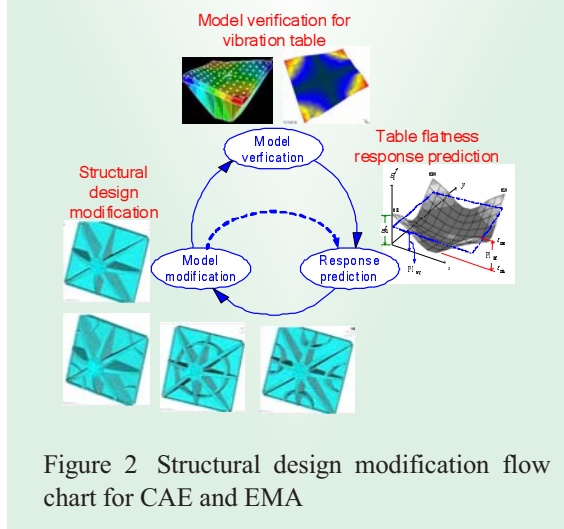 Model verification for
vibration table
Model
verfication
Table flatness
response prediction
Structural
design
modification
Model
modification
Response
prediction
Figure 2 Structural design modification flow
chart for CAE and EMA